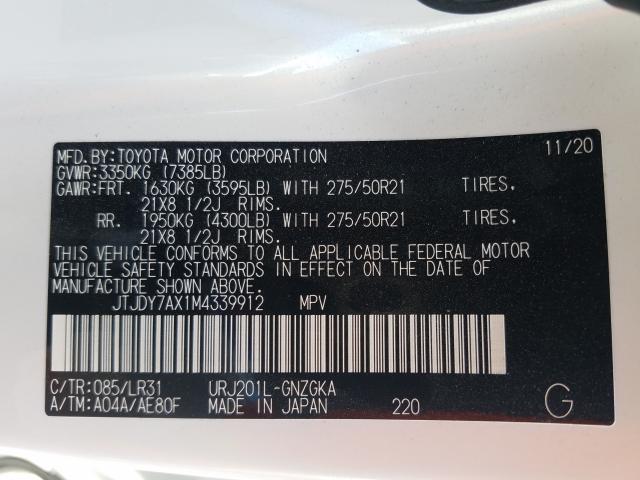 MFD.BY:TOYOTA MOTOR CORPORATION 11/20
GVWR:3350KG (7385LB)
GAWR:FRT. 1630KG (3595LB) WITH 275/50R21 TIRES,
21X8 1/2J RIMS.
RR. 1950KG (4300LB) WITH 275/50R21 TIRES,
21X8 1/2J RIMS.
THIS VEHICLE CONFORMS TO ALL APPLICABLE FEDERAL MOTOR
VEHICLE SAFETY STANDARDS IN EFFECT ON THE DATE OF
MANUFACTURE SHOWN ABOVE.
JTJDY7AX1M4339912 MPV
C/TR:085/LR31 URJ201L-GNZGKA
A/TM:A04A/AE80F MADE IN JAPAN 220 G